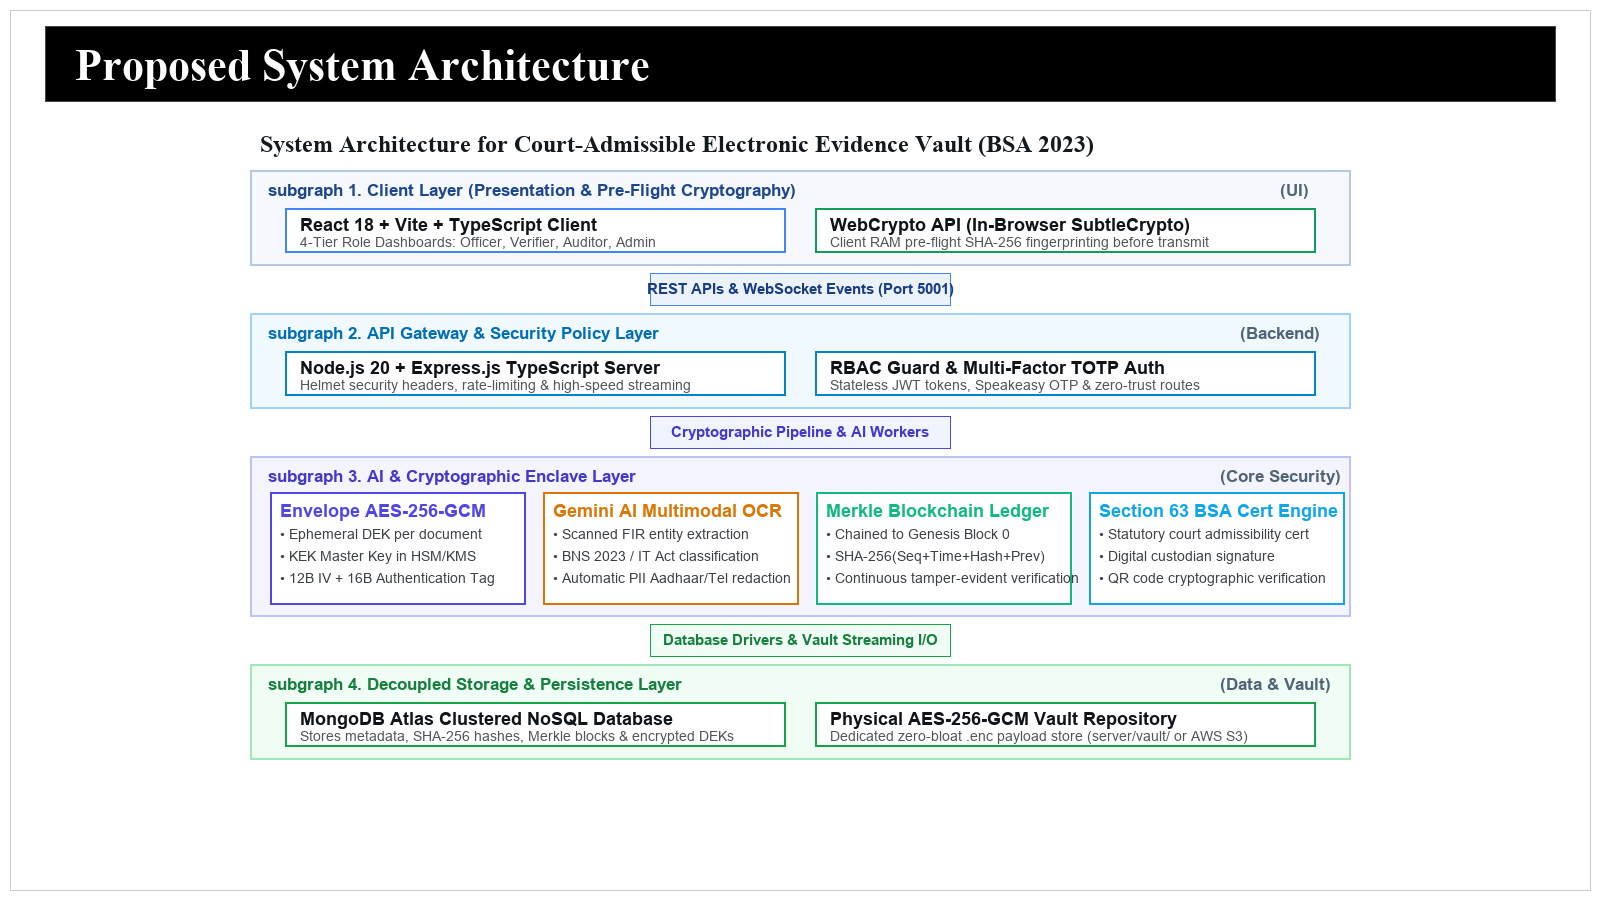 Proposed System Architecture
System Architecture for Court-Admissible Electronic Evidence Vault (BSA 2023)
subgraph 1. Client Layer (Presentation & Pre-Flight Cryptography)
(UI)
React 18 + Vite + TypeScript Client
4-Tier Role Dashboards: Officer, Verifier, Auditor, Admin
WebCrypto API (In-Browser SubtleCrypto)
Client RAM pre-flight SHA-256 fingerprinting before transmit
REST APIs & WebSocket Events (Port 5001)
subgraph 2. API Gateway & Security Policy Layer
(Backend)
Node.js 20 + Express.js TypeScript Server
Helmet security headers, rate-limiting & high-speed streaming
RBAC Guard & Multi-Factor TOTP Auth
Stateless JWT tokens, Speakeasy OTP & zero-trust routes
Cryptographic Pipeline & AI Workers
subgraph 3. AI & Cryptographic Enclave Layer
(Core Security)
Envelope AES-256-GCM
• Ephemeral DEK per document
• KEK Master Key in HSM/KMS
• 12B IV + 16B Authentication Tag
Gemini AI Multimodal OCR
• Scanned FIR entity extraction
• BNS 2023 / IT Act classification
• Automatic PII Aadhaar/Tel redaction
Merkle Blockchain Ledger
• Chained to Genesis Block 0
• SHA-256(Seq+Time+Hash+Prev)
• Continuous tamper-evident verification
Section 63 BSA Cert Engine
• Statutory court admissibility cert
• Digital custodian signature
• QR code cryptographic verification
Database Drivers & Vault Streaming I/O
subgraph 4. Decoupled Storage & Persistence Layer
(Data & Vault)
MongoDB Atlas Clustered NoSQL Database
Stores metadata, SHA-256 hashes, Merkle blocks & encrypted DEKs
Physical AES-256-GCM Vault Repository
Dedicated zero-bloat .enc payload store (server/vault/ or AWS S3)